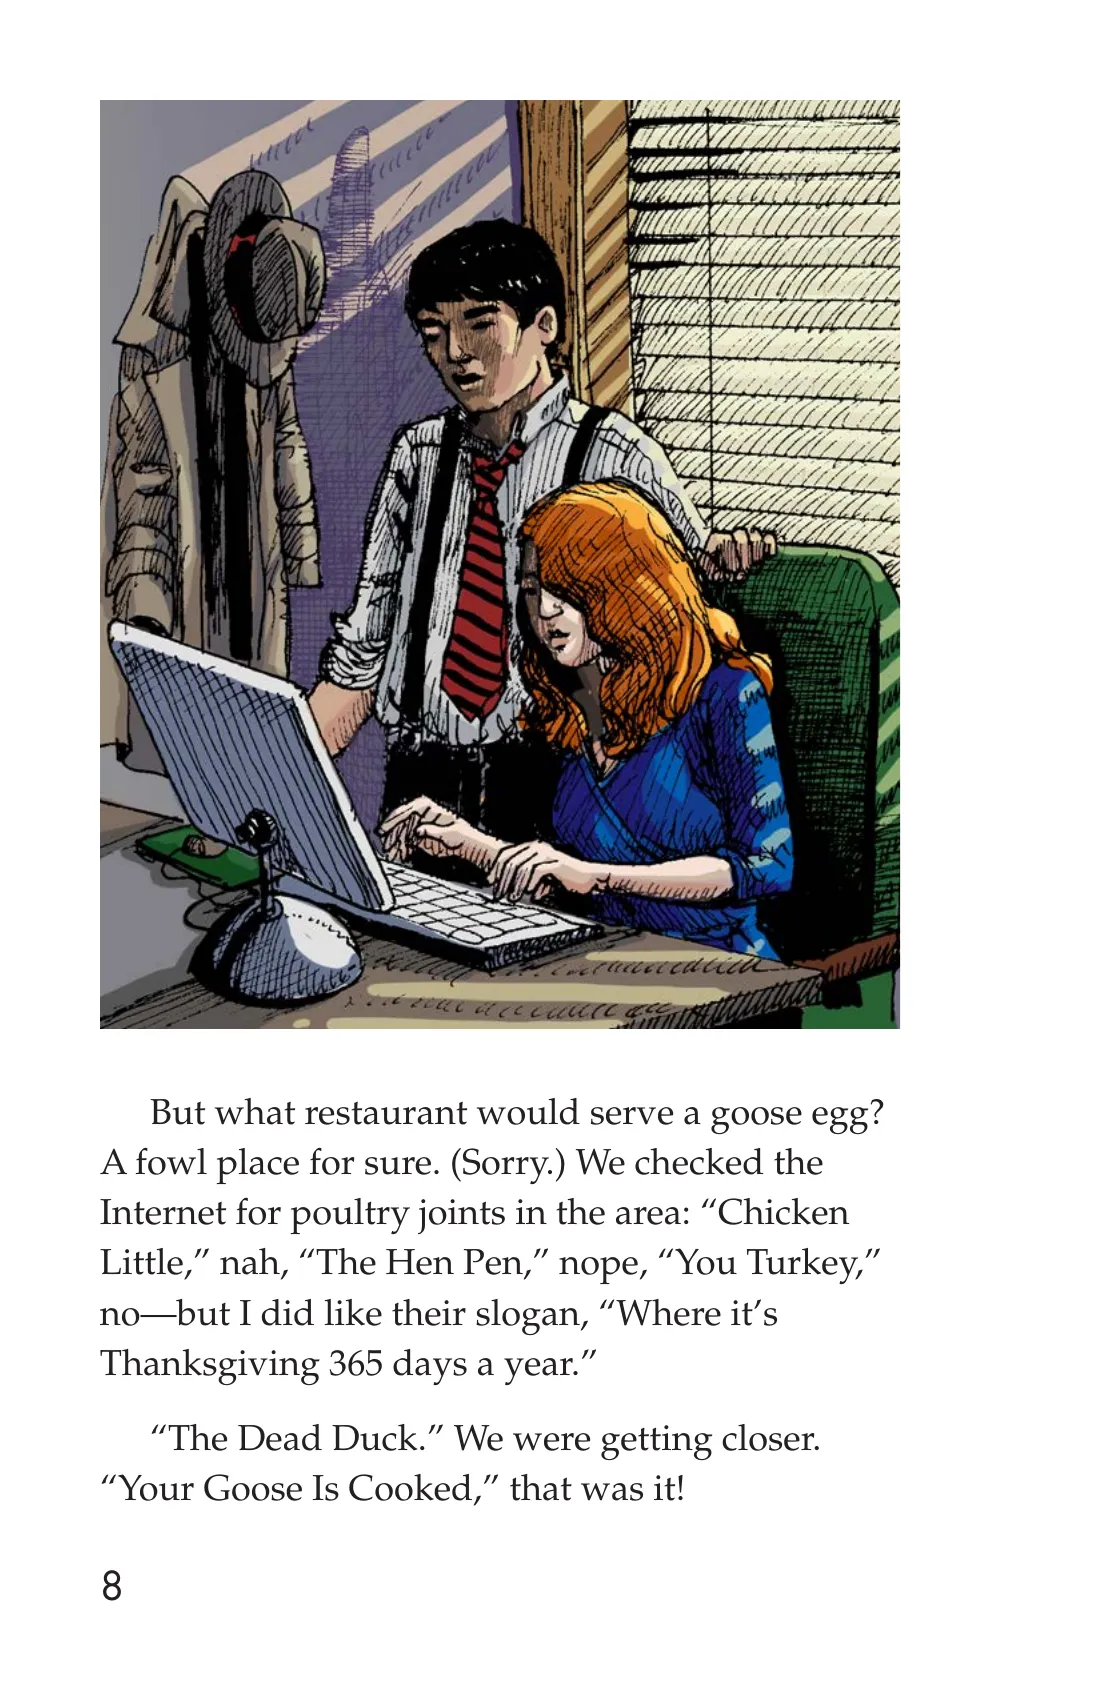 But what restaurant would serve a goose egg?
A fowl place for sure. (Sorry.) We checked the
Internet for poultry joints in the area: “Chicken
Little,” nah, “The Hen Pen,” nope, “You Turkey,”
no—but I did like their slogan, “Where it’s
Thanksgiving 365 days a year.”
“The Dead Duck.” We were getting closer.
“Your Goose Is Cooked,” that was it!
8